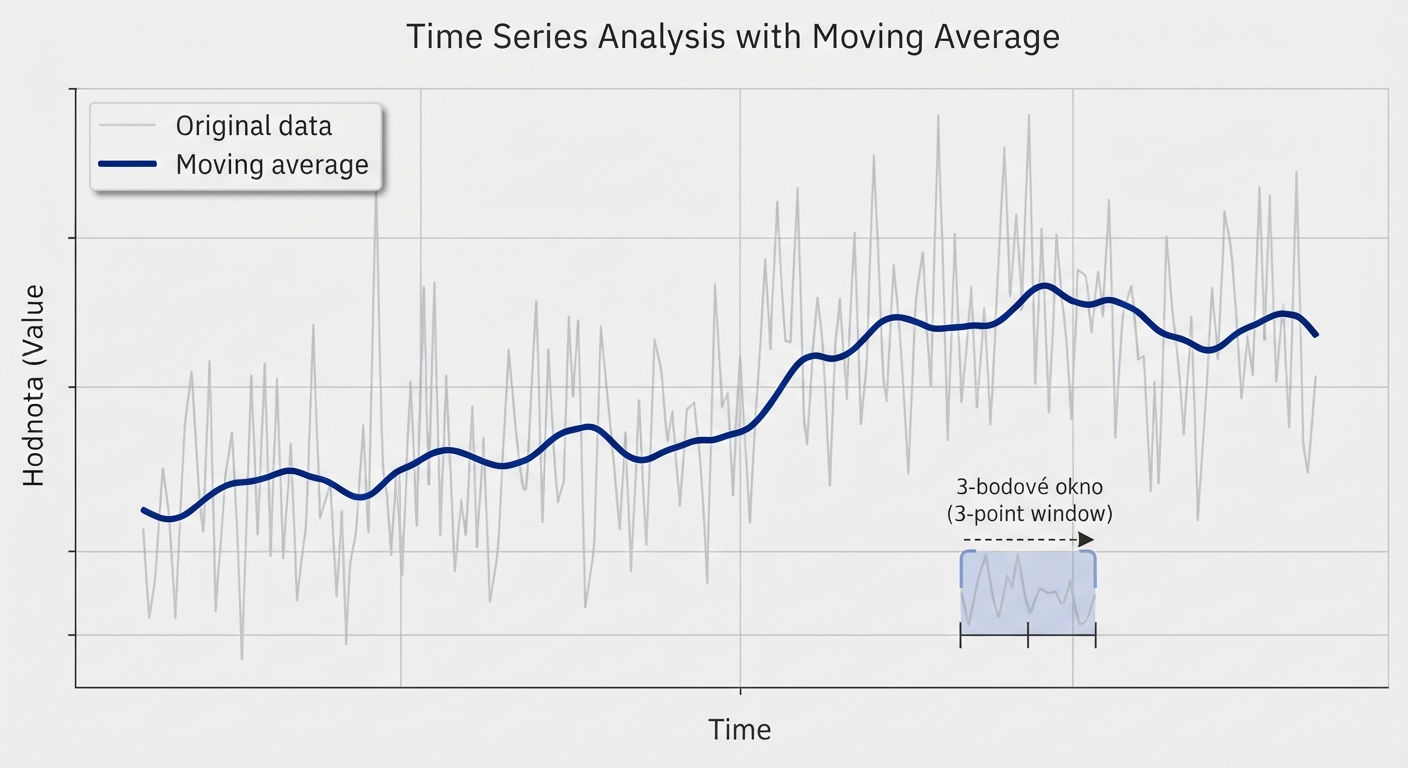 Time Series Analysis with Moving Average
Original data
Moving average
Hodnota (Value
3-bodové okno
(3-point window)
Time